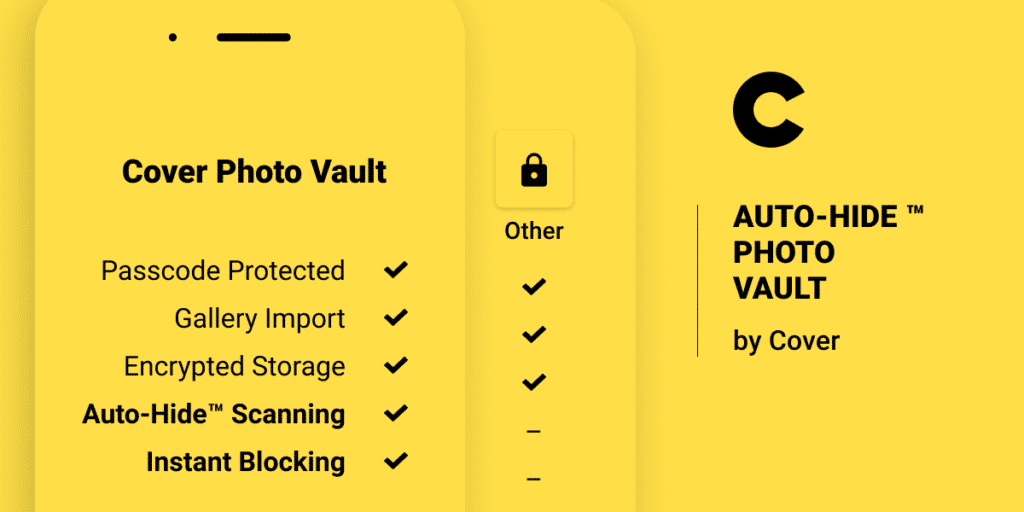 Cover Photo Vault
Other
Passcode Protected ✔ ✔
Gallery Import ✔ ✔
Encrypted Storage ✔ ✔
Auto-Hide™ Scanning ✔ –
Instant Blocking ✔ –
C
AUTO-HIDE ™
PHOTO
VAULT
by Cover